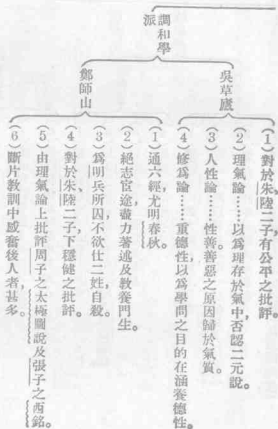 調和學派
吳草廬
(1)對於朱陸二子,有公平之批評。
(2)理氣論……以爲理存於氣中,否認二元說。
(3)人性論……性善,善惡之原因歸於氣質。
(4)修爲論……重德性,以爲學問之目的在涵養德性。
鄭師山
(1)通六經,尤明春秋。
(2)絕志宦途,盡力著述及教養門生。
(3)爲明兵所囚,不欲仕二姓,自殺。
(4)對於朱、陸二子,下穩健之批評。
(5)由理氣論上批評周子之太極圖說及張子之西銘。
(6)斷片教訓中感奮後人者,甚多。